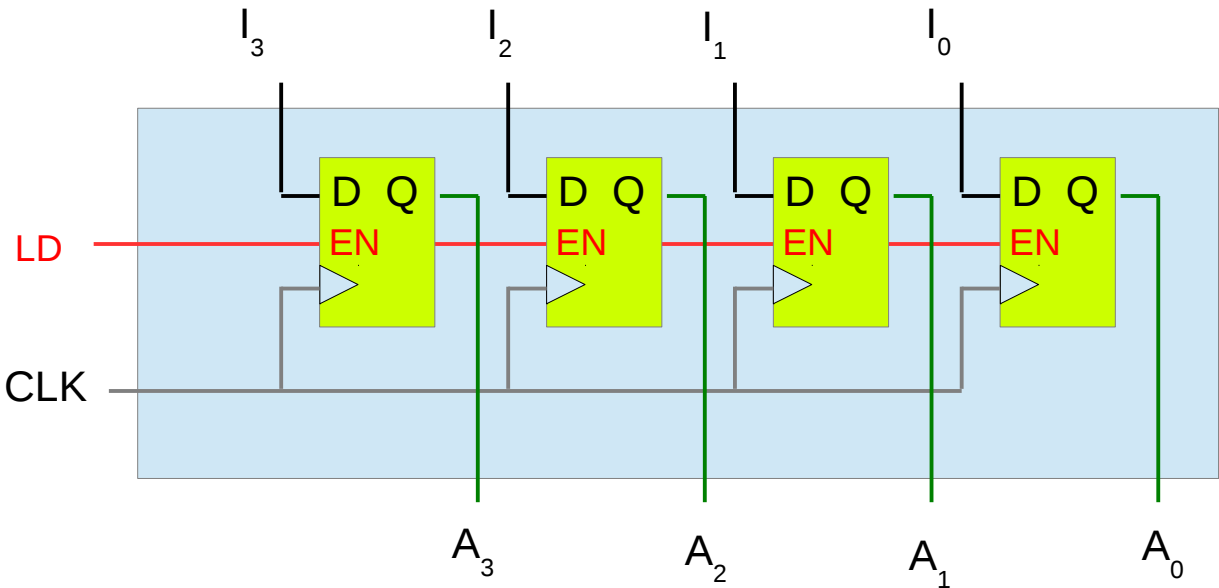 I3 I2 I1 I0
D Q D Q D Q D Q
LD EN EN EN EN
CLK
A3 A2 A1 A0